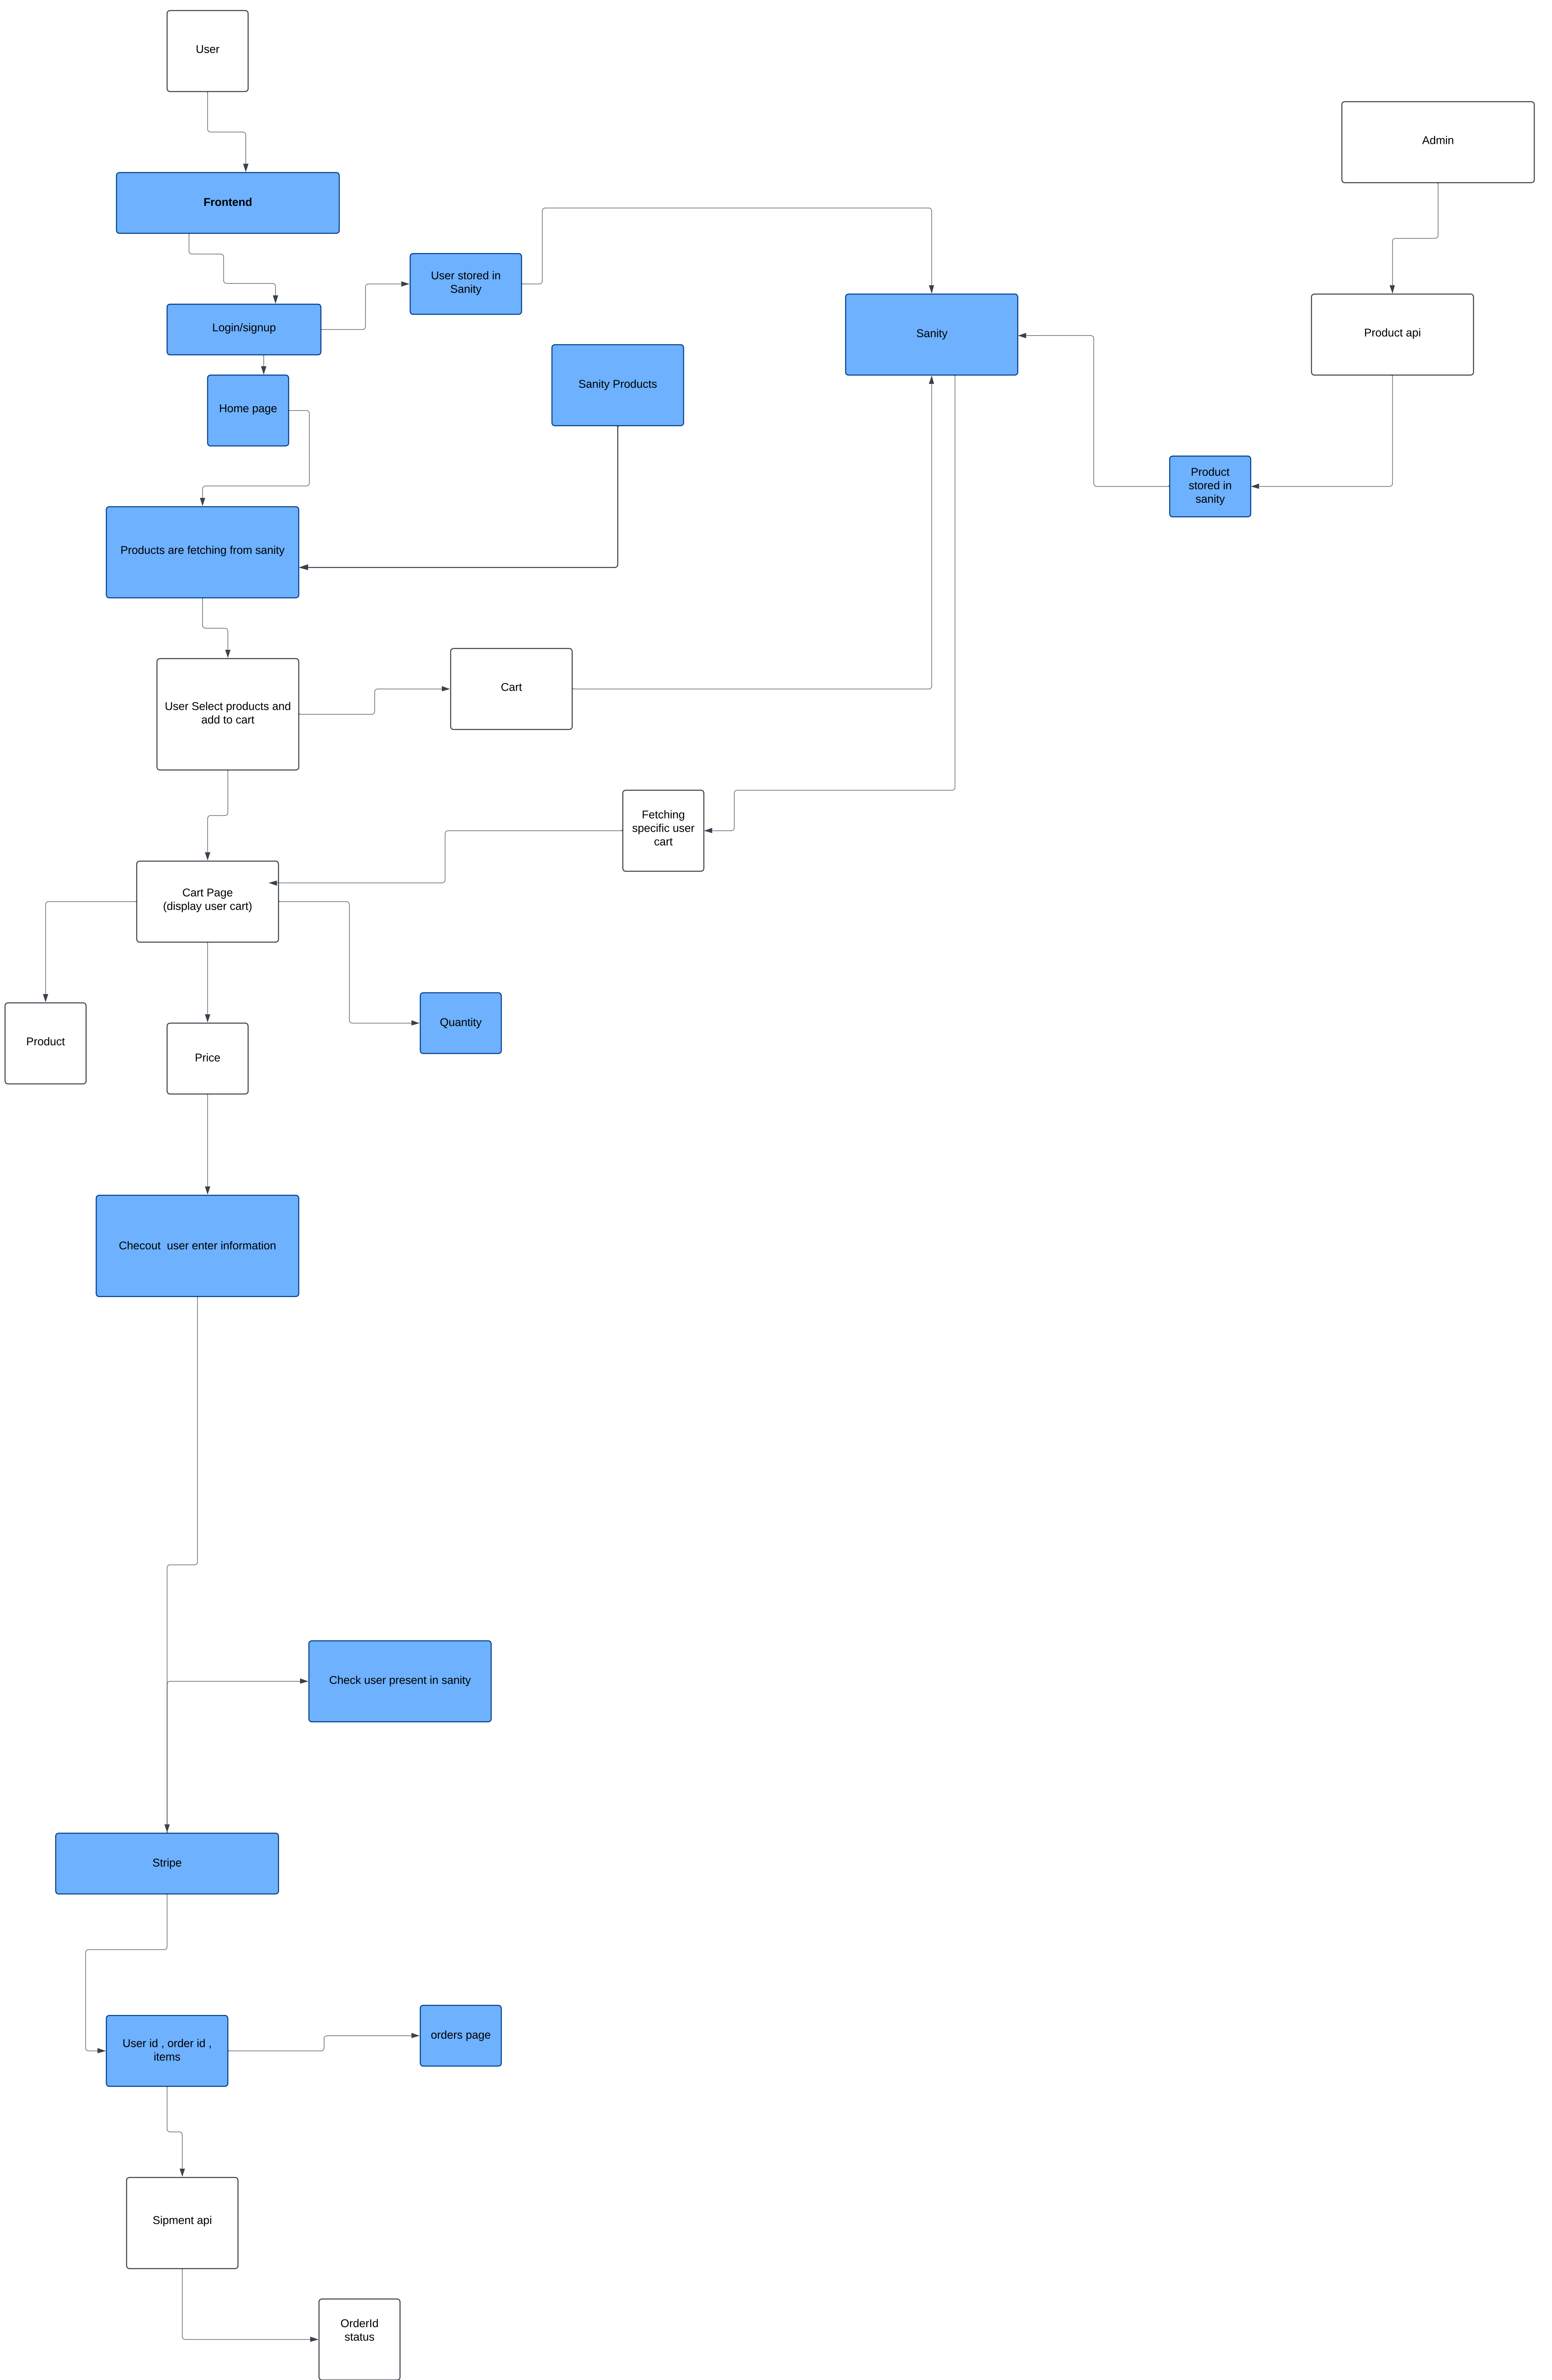 User
Admin
Frontend
User stored in
Sanity
Login/signup
Sanity
Product api
Sanity Products
Home page
Product
stored in
sanity
Products are fetching from sanity
Cart
User Select products and
add to cart
Fetching
specific user
cart
Cart Page
(display user cart)
Quantity
Product
Price
Checout  user enter information
Check user present in sanity
Stripe
orders page
User id , order id ,
items
Sipment api
OrderId
status